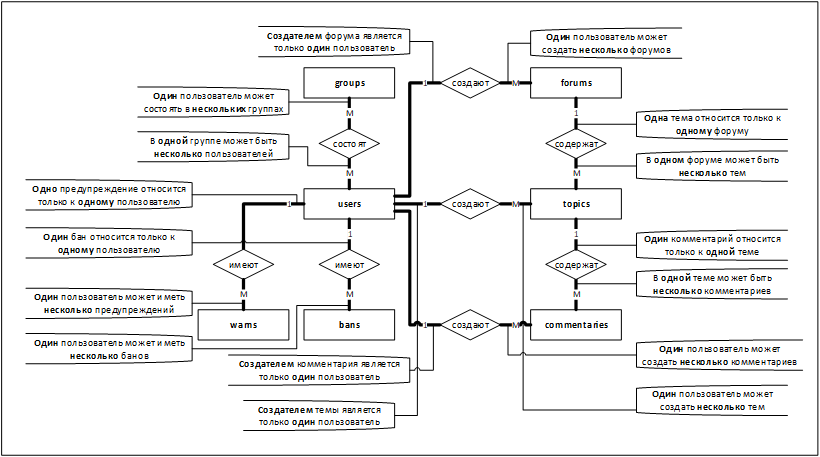 Создателем форума является
только один пользователь
Один пользователь может
создать несколько форумов
groups
1
создают
M
forums
Один пользователь может
состоять в нескольких группах
M
1
Одна тема относится только к
одному форуму
В одной группе может быть
несколько пользователей
состоят
содержат
M
M
В одном форуме может быть
несколько тем
Одно предупреждение относится
только к одному пользователю
1
users
1
создают
M
topics
Один бан относится только к
одному пользователю
1
1
Один комментарий относится
только к одной теме
имеют
имеют
содержат
В одной теме может быть
несколько комментариев
Один пользователь может иметь
несколько предупреждений
M
M
M
warns
bans
1
создают
M
commentaries
Один пользователь может иметь
несколько банов
Создателем комментария является
только один пользователь
Один пользователь может
создать несколько комментариев
Создателем темы является
только один пользователь
Один пользователь может
создать несколько тем